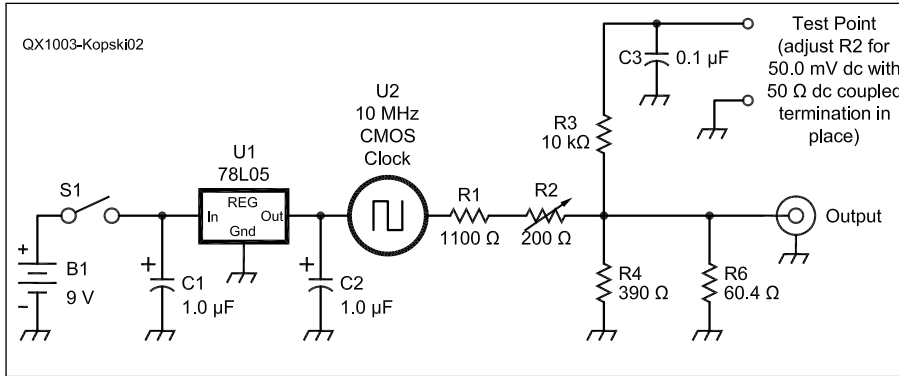 QX1003-Kopski02
Test Point
(adjust R2 for
50.0 mV dc with
50 Ω dc coupled
termination in
place)
C3
0.1 µF
U2
10 MHz
CMOS
Clock
R3
10 kΩ
U1
78L05
S1
REG
In
Out
Gnd
R1
1100 Ω
R2
200 Ω
Output
+
B1
9 V
−
+
C1
1.0 µF
+
C2
1.0 µF
R4
390 Ω
R6
60.4 Ω